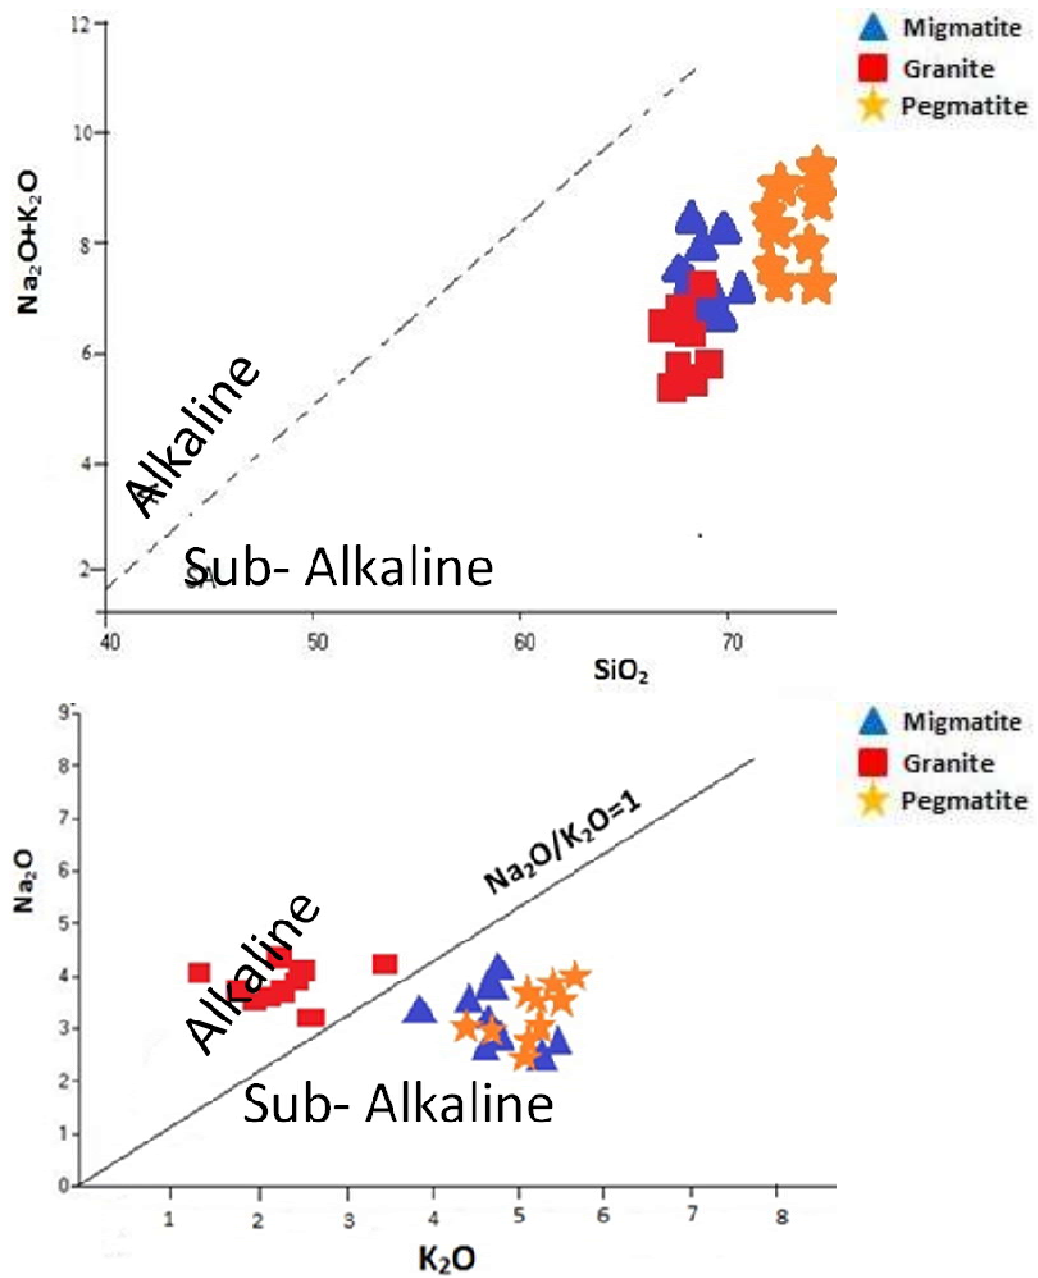 12
10
8
6
4
2
Na₂O+K₂O
Migmatite
Granite
Pegmatite
Alkaline
Sub- Alkaline
SA
40 50 60 70
SiO₂
9
8
7
6
5
4
3
2
1
0
Na₂O
Migmatite
Granite
Pegmatite
Na₂O/K₂O=1
Alkaline
Sub- Alkaline
1 2 3 4 5 6 7 8
K₂O